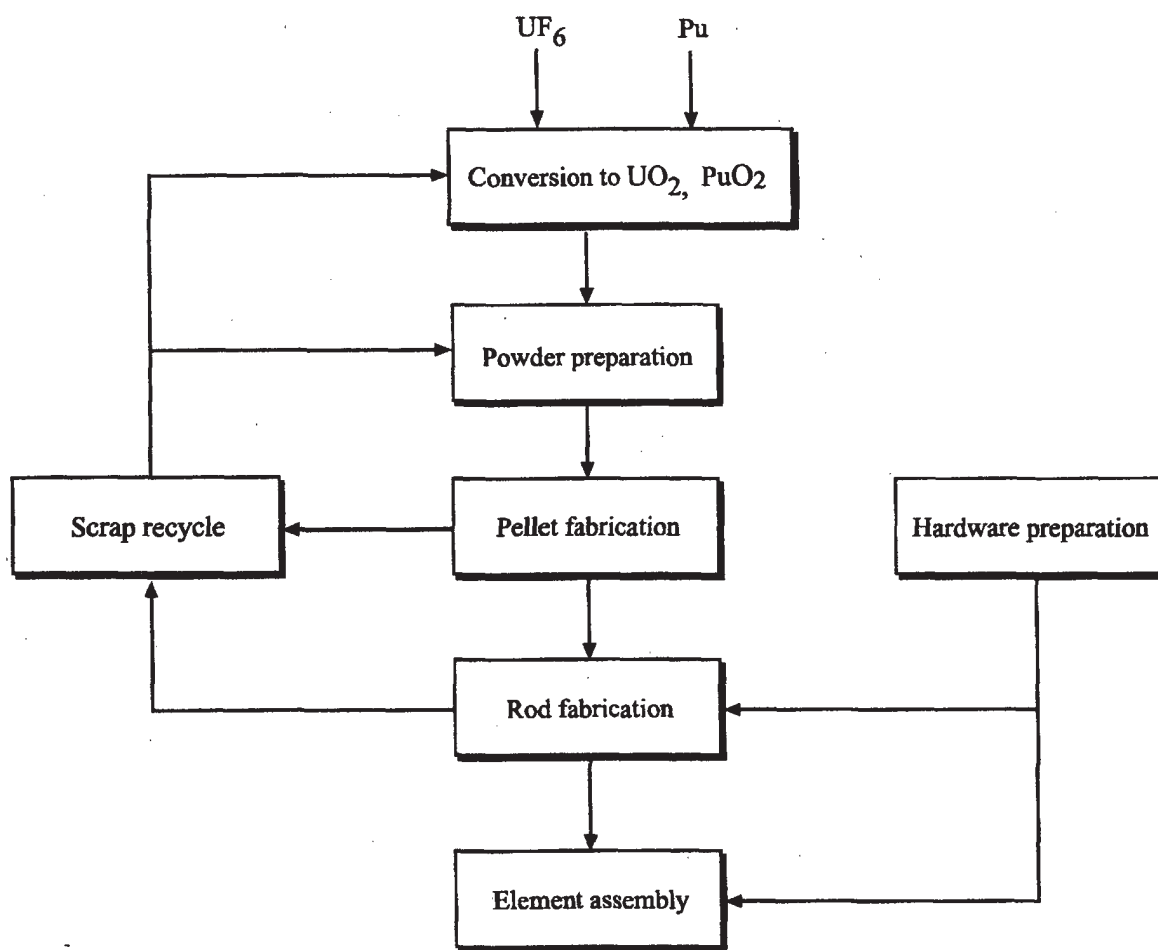 UF6 Pu
Conversion to UO2, PuO2
Powder preparation
Scrap recycle
Pellet fabrication
Hardware preparation
Rod fabrication
Element assembly